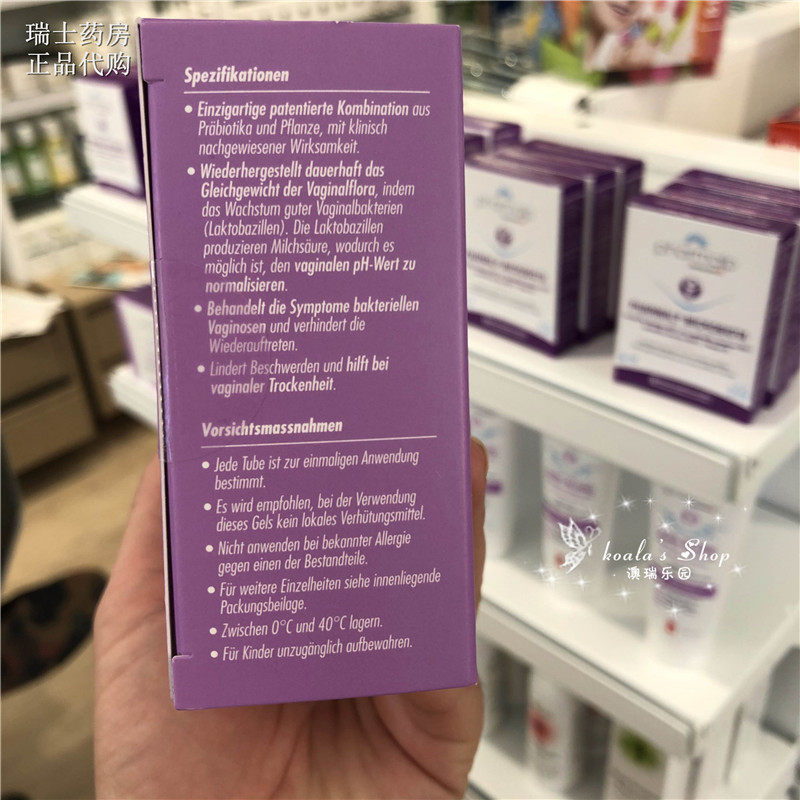 瑞士药房
正品代购
Spezifikationen
• Einzigartige patentierte Kombination aus
Präbiotika und Pflanze, mit klinisch
nachgewiesener Wirksamkeit.
• Wiederhergestellt dauerhaft das
Gleichgewicht der Vaginalflora, indem
das Wachstum guter Vaginalbakterien
(Laktobazillen). Die Laktobazillen
produzieren Milchsäure, wodurch es
möglich ist, den vaginalen pH-Wert zu
normalisieren.
• Behandelt die Symptome bakteriellen
Vaginosen und verhindert die
Wiederauftreten.
• Lindert Beschwerden und hilft bei
vaginaler Trockenheit.
Vorsichtsmassnahmen
• Jede Tube ist zur einmaligen Anwendung
bestimmt.
• Es wird empfohlen, bei der Verwendung
dieses Gels kein lokales Verhütungsmittel.
• Nicht anwenden bei bekannter Allergie
gegen einen der Bestandteile.
• Für weitere Einzelheiten siehe innenliegende
Packungsbeilage.
• Zwischen 0°C und 40°C lagern.
• Für Kinder unzugänglich aufbewahren.
koala's Shop
澳瑞乐园